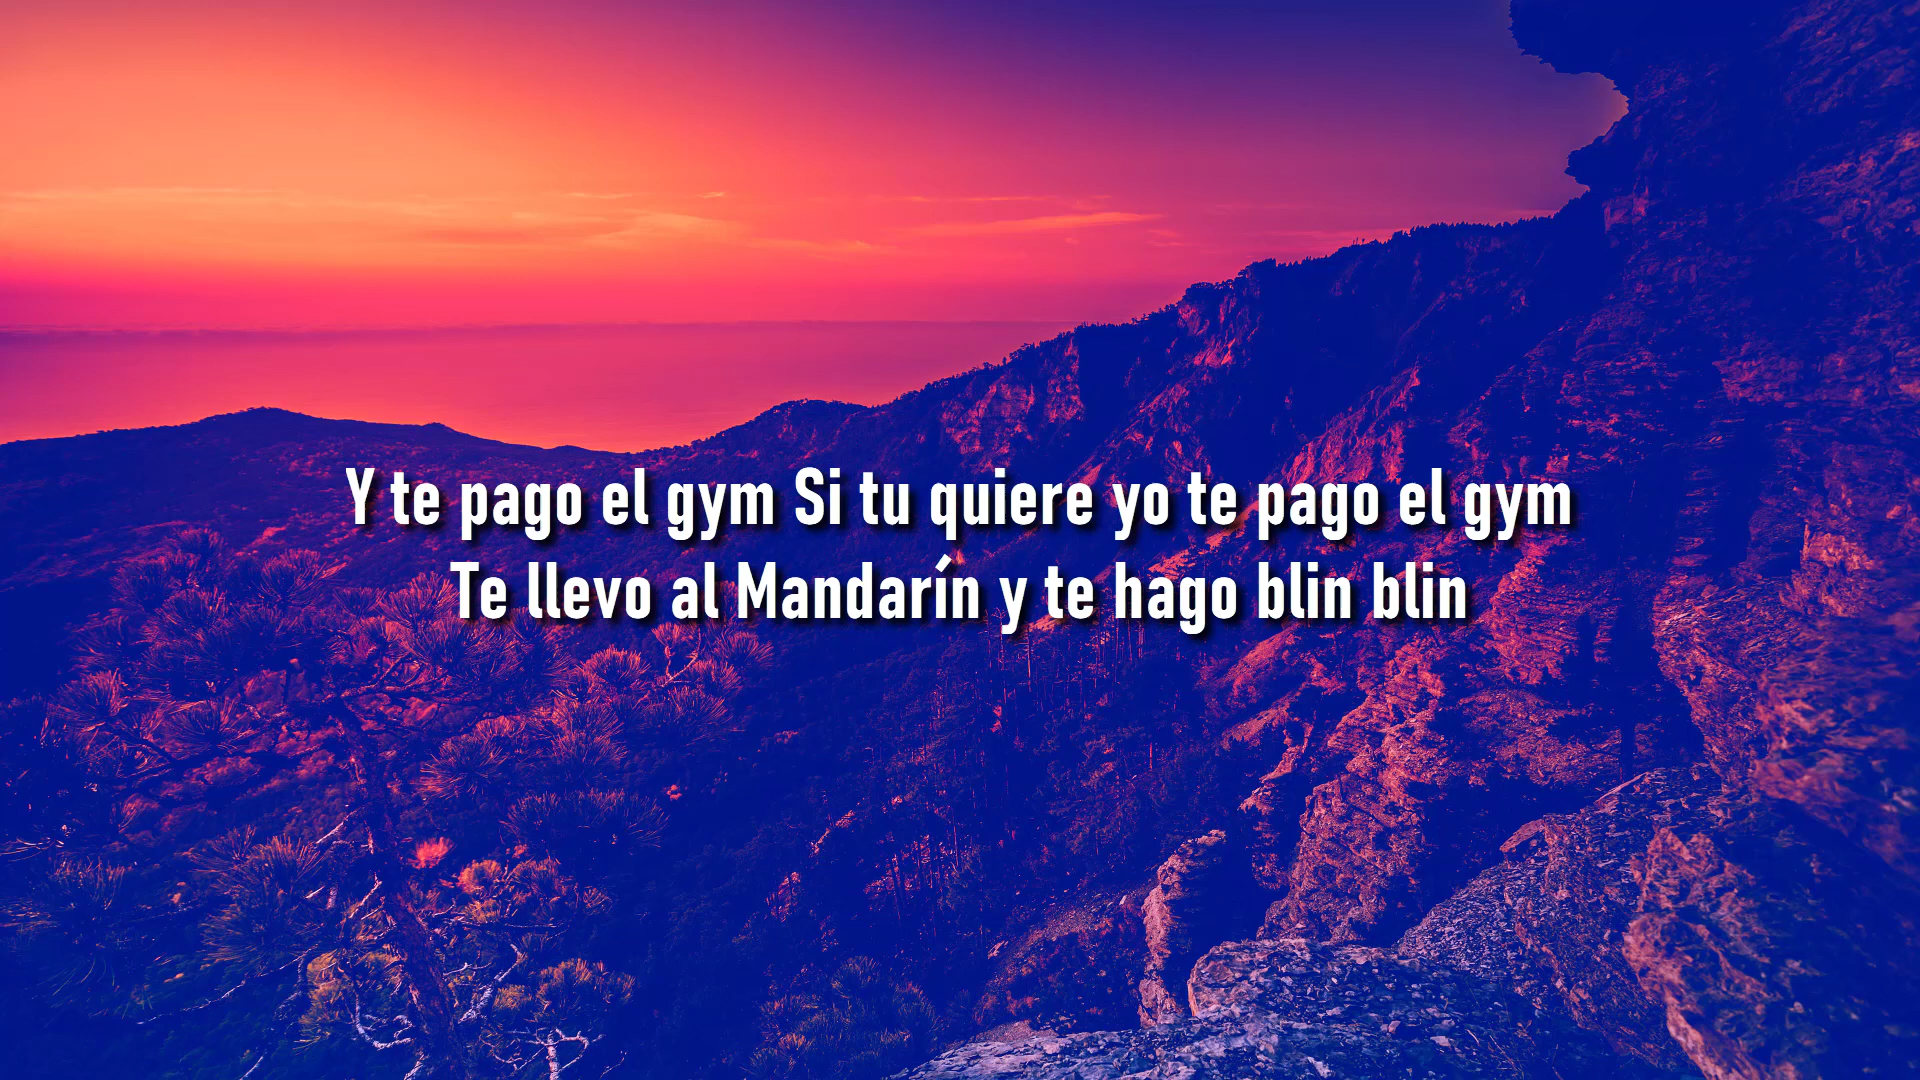 Y te pago el gym Si tu quiere yo te pago el gym
Te llevo al Mandarín y te hago blin blin